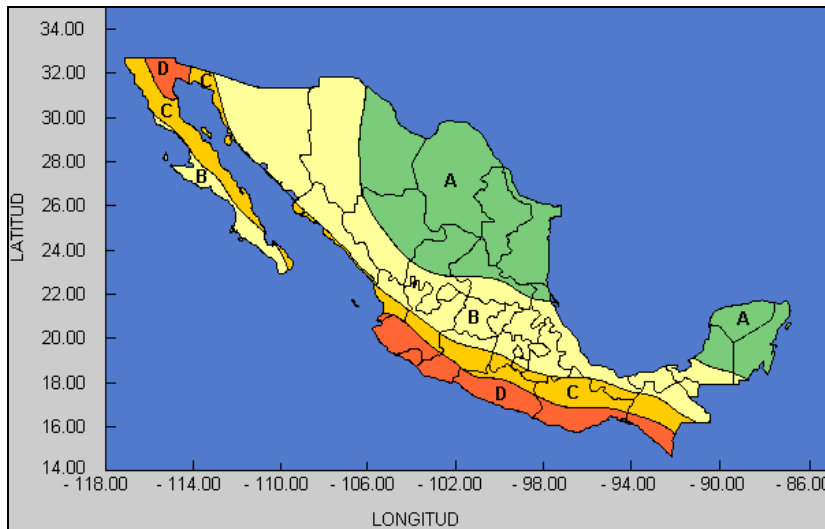 34.00
32.00
30.00
28.00
26.00
24.00
22.00
20.00
18.00
16.00
14.00
LATITUD
D
C
C
B
A
B
A
C
D
- 118.00 - 114.00 - 110.00 - 106.00 - 102.00 - 98.00 - 94.00 - 90.00 - 86.00
LONGITUD